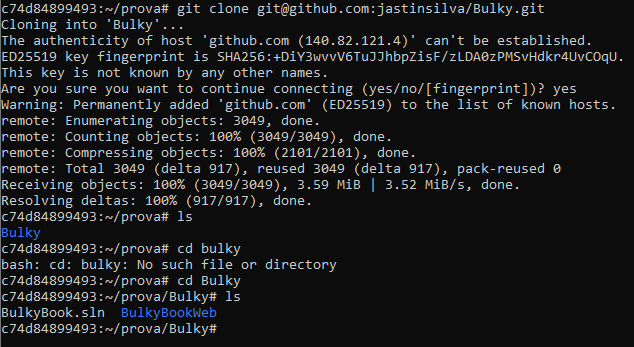 c74d84899493:~/prova# git clone git@github.com:jastinsilva/Bulky.git
Cloning into 'Bulky'...
The authenticity of host 'github.com (140.82.121.4)' can't be established.
ED25519 key fingerprint is SHA256:+DiY3wvvV6TuJJhbpZisF/zLDA0zPMSvHdkr4UvCOqU.
This key is not known by any other names.
Are you sure you want to continue connecting (yes/no/[fingerprint])? yes
Warning: Permanently added 'github.com' (ED25519) to the list of known hosts.
remote: Enumerating objects: 3049, done.
remote: Counting objects: 100% (3049/3049), done.
remote: Compressing objects: 100% (2101/2101), done.
remote: Total 3049 (delta 917), reused 3049 (delta 917), pack-reused 0
Receiving objects: 100% (3049/3049), 3.59 MiB | 3.52 MiB/s, done.
Resolving deltas: 100% (917/917), done.
c74d84899493:~/prova# ls
Bulky
c74d84899493:~/prova# cd bulky
bash: cd: bulky: No such file or directory
c74d84899493:~/prova# cd Bulky
c74d84899493:~/prova/Bulky# ls
BulkyBook.sln  BulkyBookWeb
c74d84899493:~/prova/Bulky#